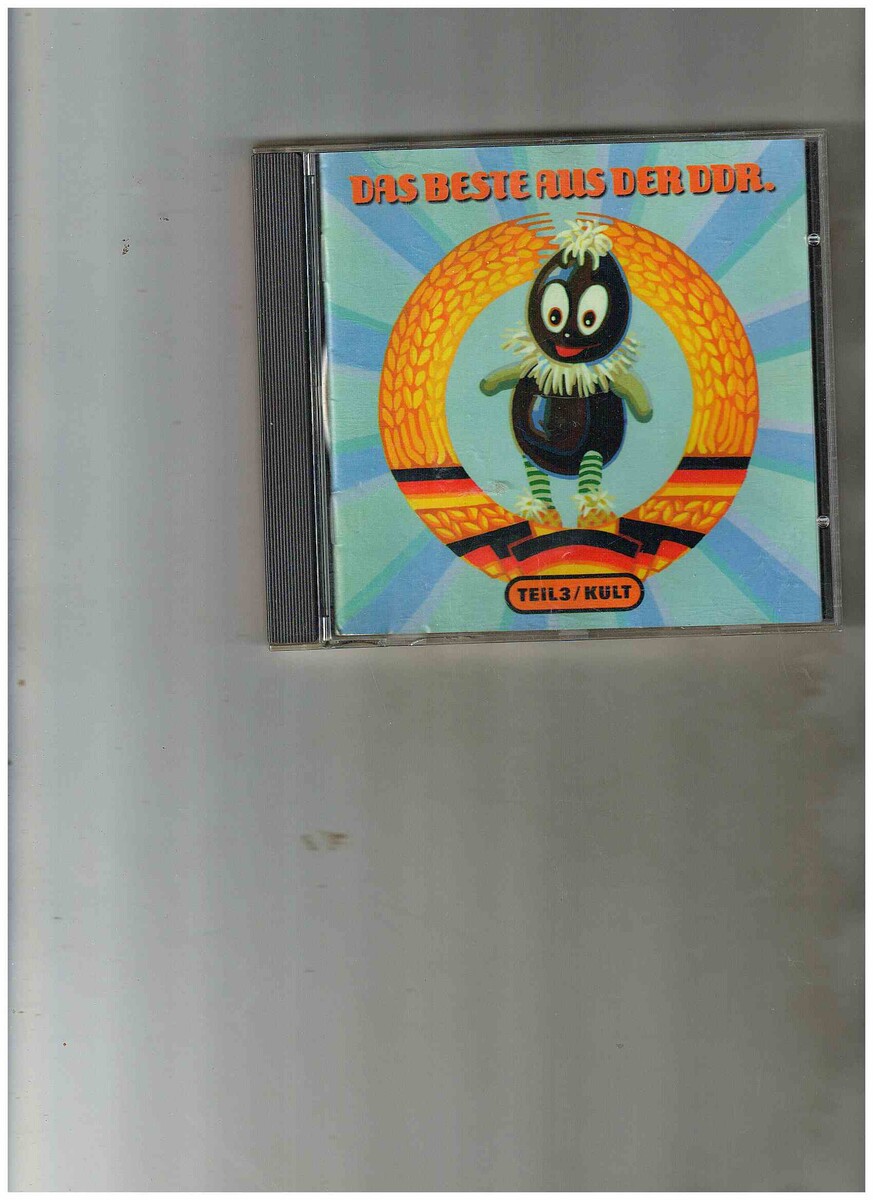 DAS BESTE AUS DER DDR.
TEIL3/KULT